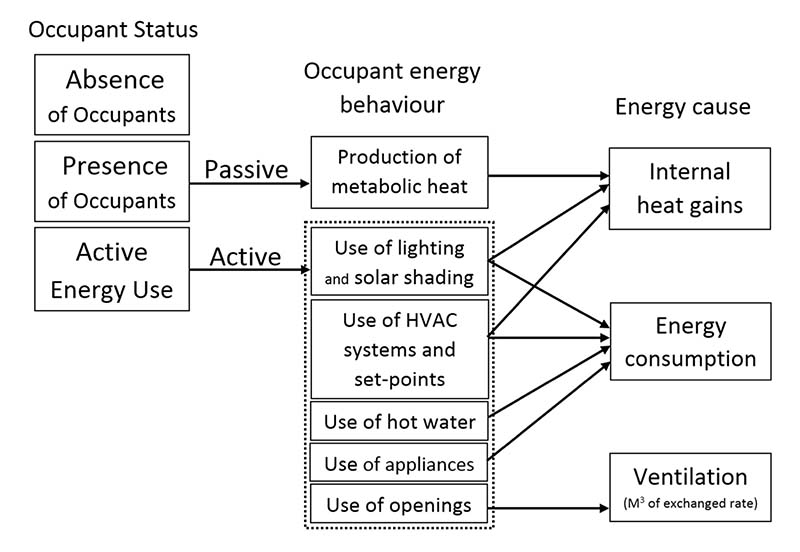 Occupant Status
Absence
of Occupants
Presence
of Occupants
Active
Energy Use
Passive
Active
Occupant energy
behaviour
Production of
metabolic heat
Use of lighting
and solar shading
Use of HVAC
systems and
set-points
Use of hot water
Use of appliances
Use of openings
Energy cause
Internal
heat gains
Energy
consumption
Ventilation
(M³ of exchanged rate)